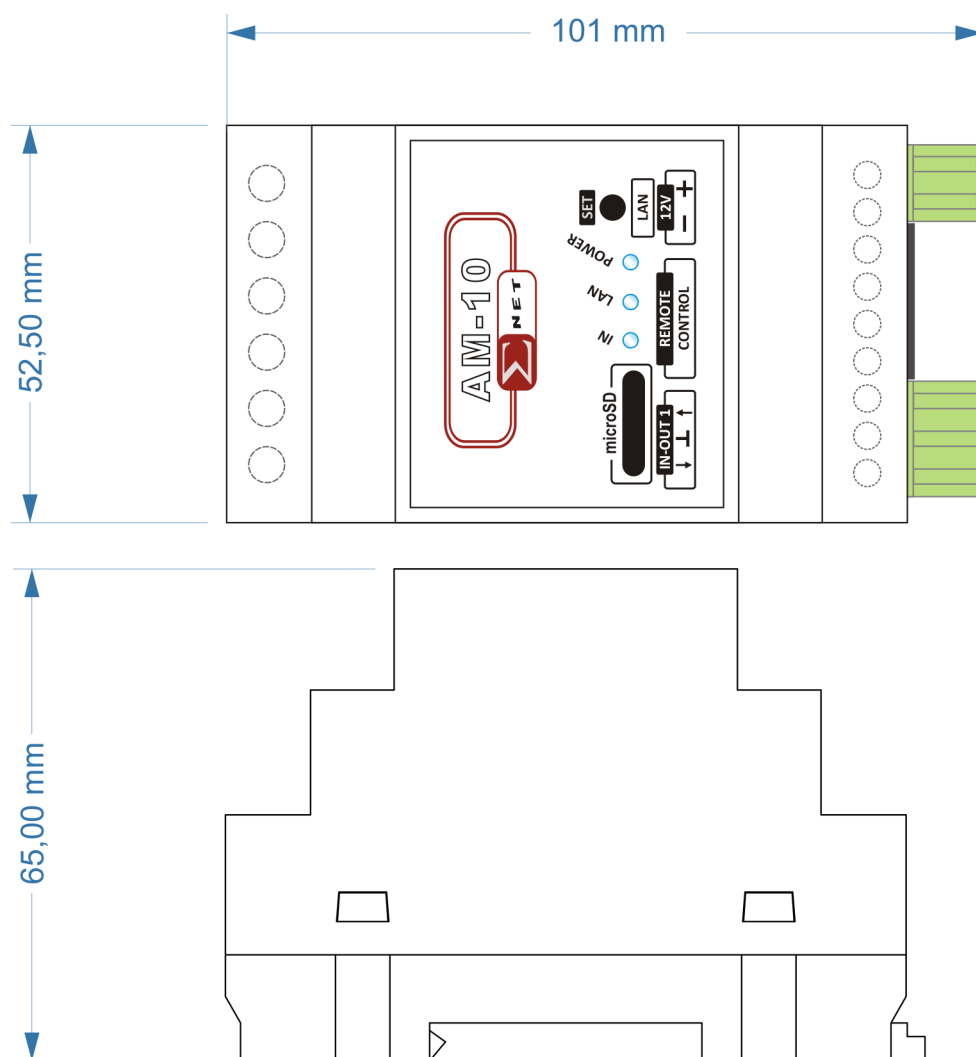 101 mm
52,50 mm
AM-10
NET
SET
LAN
12V
- +
POWER
LAN
IN
REMOTE
CONTROL
microSD
IN-OUT 1
65,00 mm